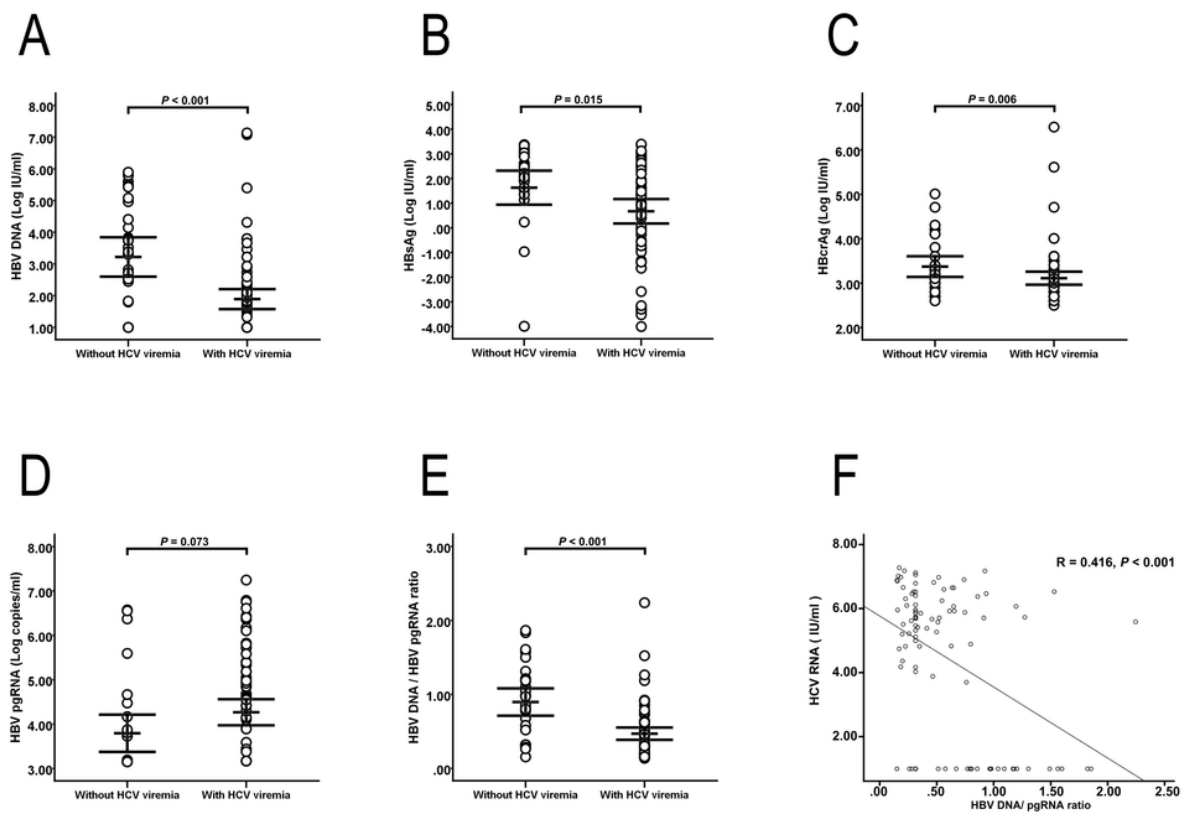 A
B
C
P < 0.001
P = 0.015
P = 0.006
HBV DNA (Log IU/ml)
8.00
7.00
6.00
5.00
4.00
3.00
2.00
1.00
Without HCV viremia
With HCV viremia
HBsAg (Log IU/ml)
5.00
4.00
3.00
2.00
1.00
.00
-1.00
-2.00
-3.00
-4.00
Without HCV viremia
With HCV viremia
HBcrAg (Log IU/ml)
7.00
6.00
5.00
4.00
3.00
2.00
Without HCV viremia
With HCV viremia
D
E
F
P = 0.073
HBV pgRNA (Log copies/ml)
8.00
7.00
6.00
5.00
4.00
3.00
Without HCV viremia
With HCV viremia
P < 0.001
HBV DNA / HBV pgRNA ratio
3.00
2.00
1.00
.00
Without HCV viremia
With HCV viremia
R = 0.416, P < 0.001
HCV RNA ( IU/ml )
8.00
6.00
4.00
2.00
.00
.50
1.00
1.50
2.00
2.50
HBV DNA/ pgRNA ratio